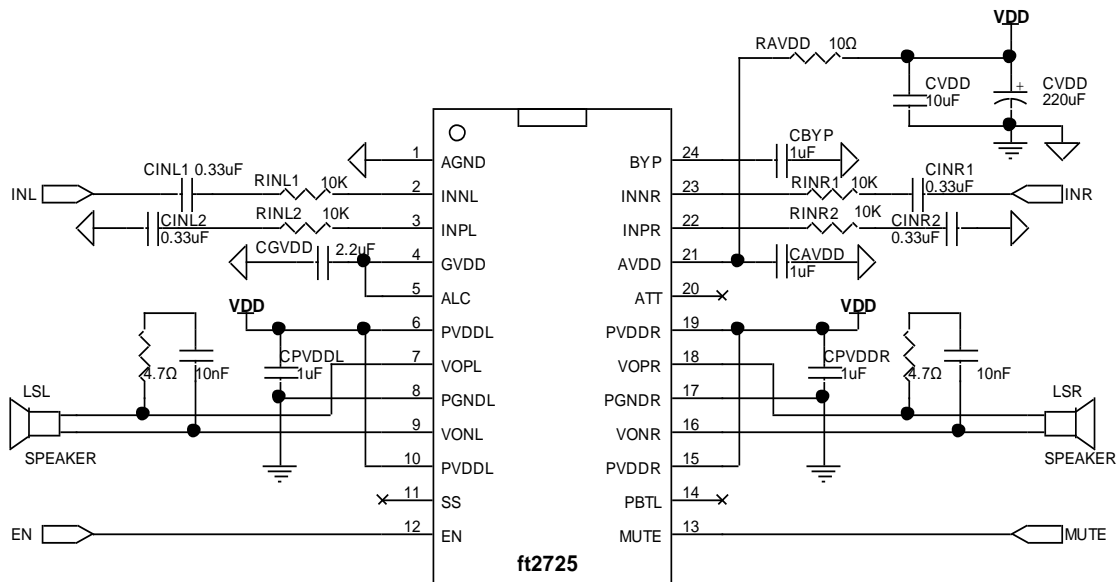 VDD
RAVDD 10Ω
CVDD
10uF
CVDD
220uF
+
CBYP
1uF
CINL1 0.33uF
RINL1 10K
INL
CINL2
0.33uF
RINL2 10K
CGVDD 2.2uF
VDD
CPVDDL
1uF
4.7Ω
10nF
LSL
SPEAKER
EN
1 AGND
2 INNL
3 INPL
4 GVDD
5 ALC
6 PVDDL
7 VOPL
8 PGNDL
9 VONL
10 PVDDL
11 SS
12 EN
BYP 24
INNR 23
INPR 22
AVDD 21
ATT 20
PVDDR 19
VOPR 18
PGNDR 17
VONR 16
PVDDR 15
PBTL 14
MUTE 13
ft2725
RINR1 10K
CINR1
0.33uF
INR
RINR2 10K
CINR2
0.33uF
CAVDD
1uF
VDD
CPVDDR
1uF
4.7Ω
10nF
LSR
SPEAKER
MUTE